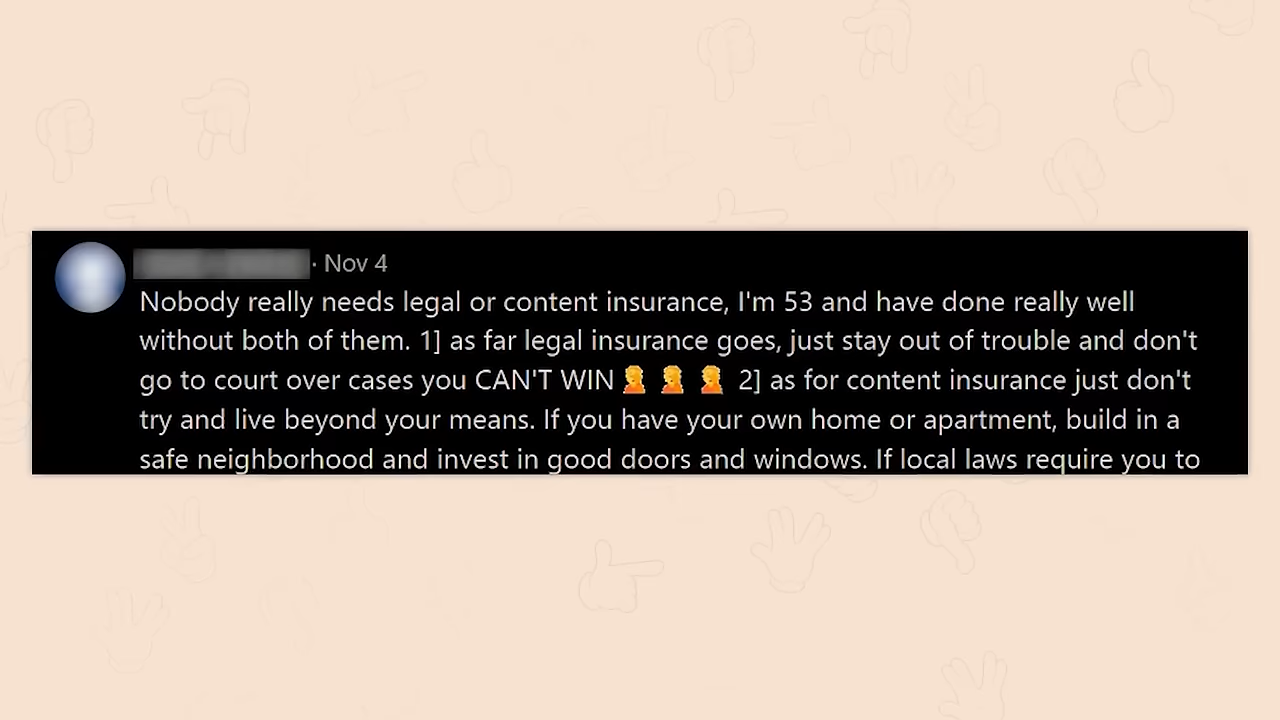 · Nov 4
Nobody really needs legal or content insurance, I'm 53 and have done really well
without both of them. 1] as far legal insurance goes, just stay out of trouble and don't
go to court over cases you CAN'T WIN 🤦 🤦 🤦 2] as for content insurance just don't
try and live beyond your means. If you have your own home or apartment, build in a
safe neighborhood and invest in good doors and windows. If local laws require you to